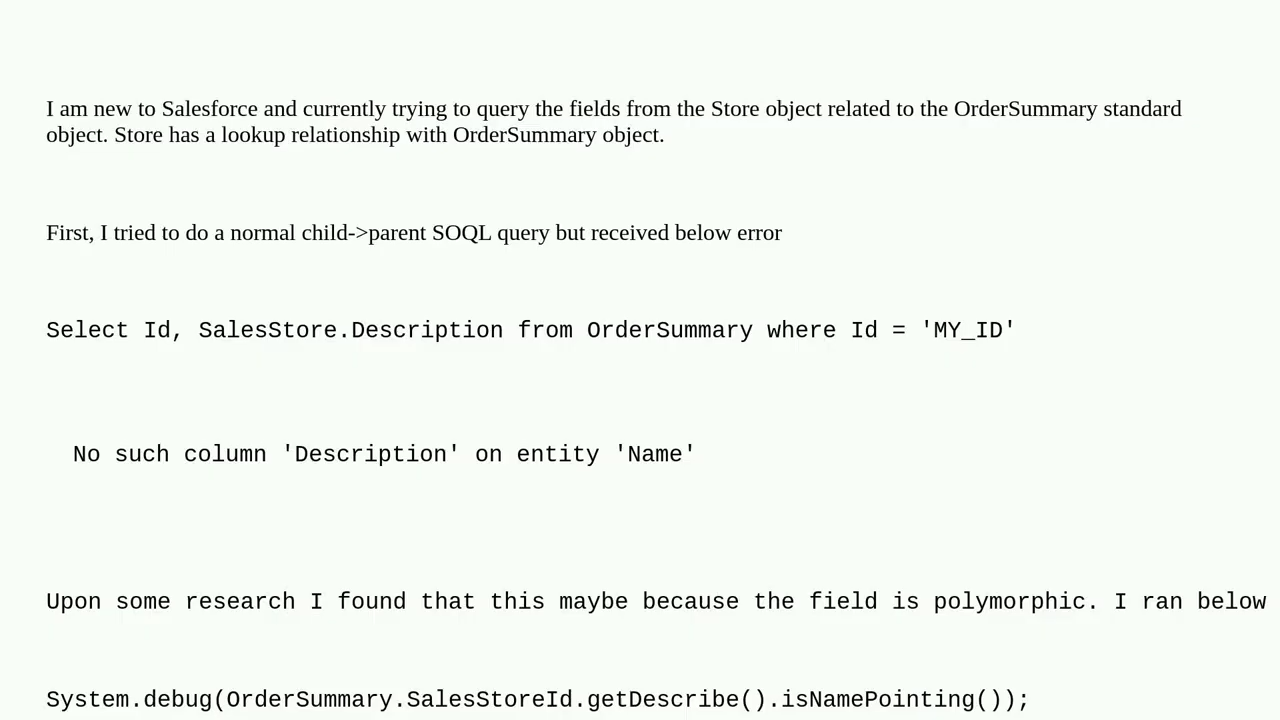 I am new to Salesforce and currently trying to query the fields from the Store object related to the OrderSummary standard
object. Store has a lookup relationship with OrderSummary object.
First, I tried to do a normal child->parent SOQL query but received below error
Select Id, SalesStore.Description from OrderSummary where Id = 'MY_ID'
No such column 'Description' on entity 'Name'
Upon some research I found that this maybe because the field is polymorphic. I ran below
System.debug(OrderSummary.SalesStoreId.getDescribe().isNamePointing());